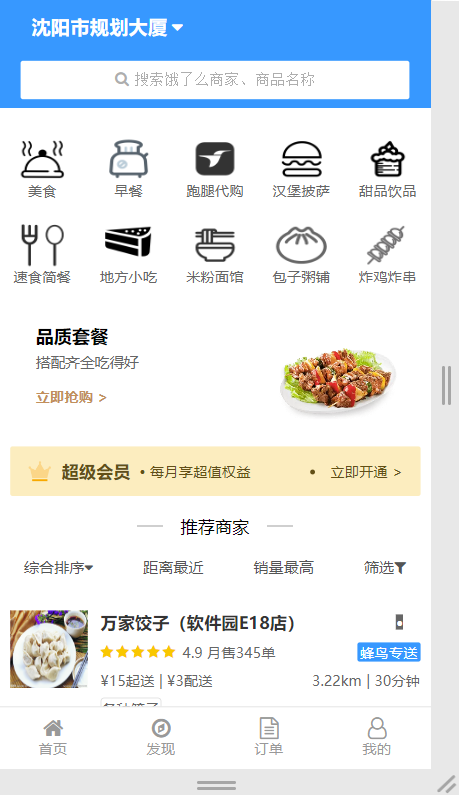 沈阳市规划大厦
搜索饿了么商家、商品名称
美食 早餐 跑腿代购 汉堡披萨 甜品饮品
速食简餐 地方小吃 米粉面馆 包子粥铺 炸鸡炸串
品质套餐
搭配齐全吃得好
立即抢购 >
超级会员 • 每月享超值权益 • 立即开通 >
推荐商家
综合排序 距离最近 销量最高 筛选
万家饺子（软件园E18店）
4.9 月售345单 蜂鸟专送
¥15起送 | ¥3配送 3.22km | 30分钟
各种饺子
首页 发现 订单 我的